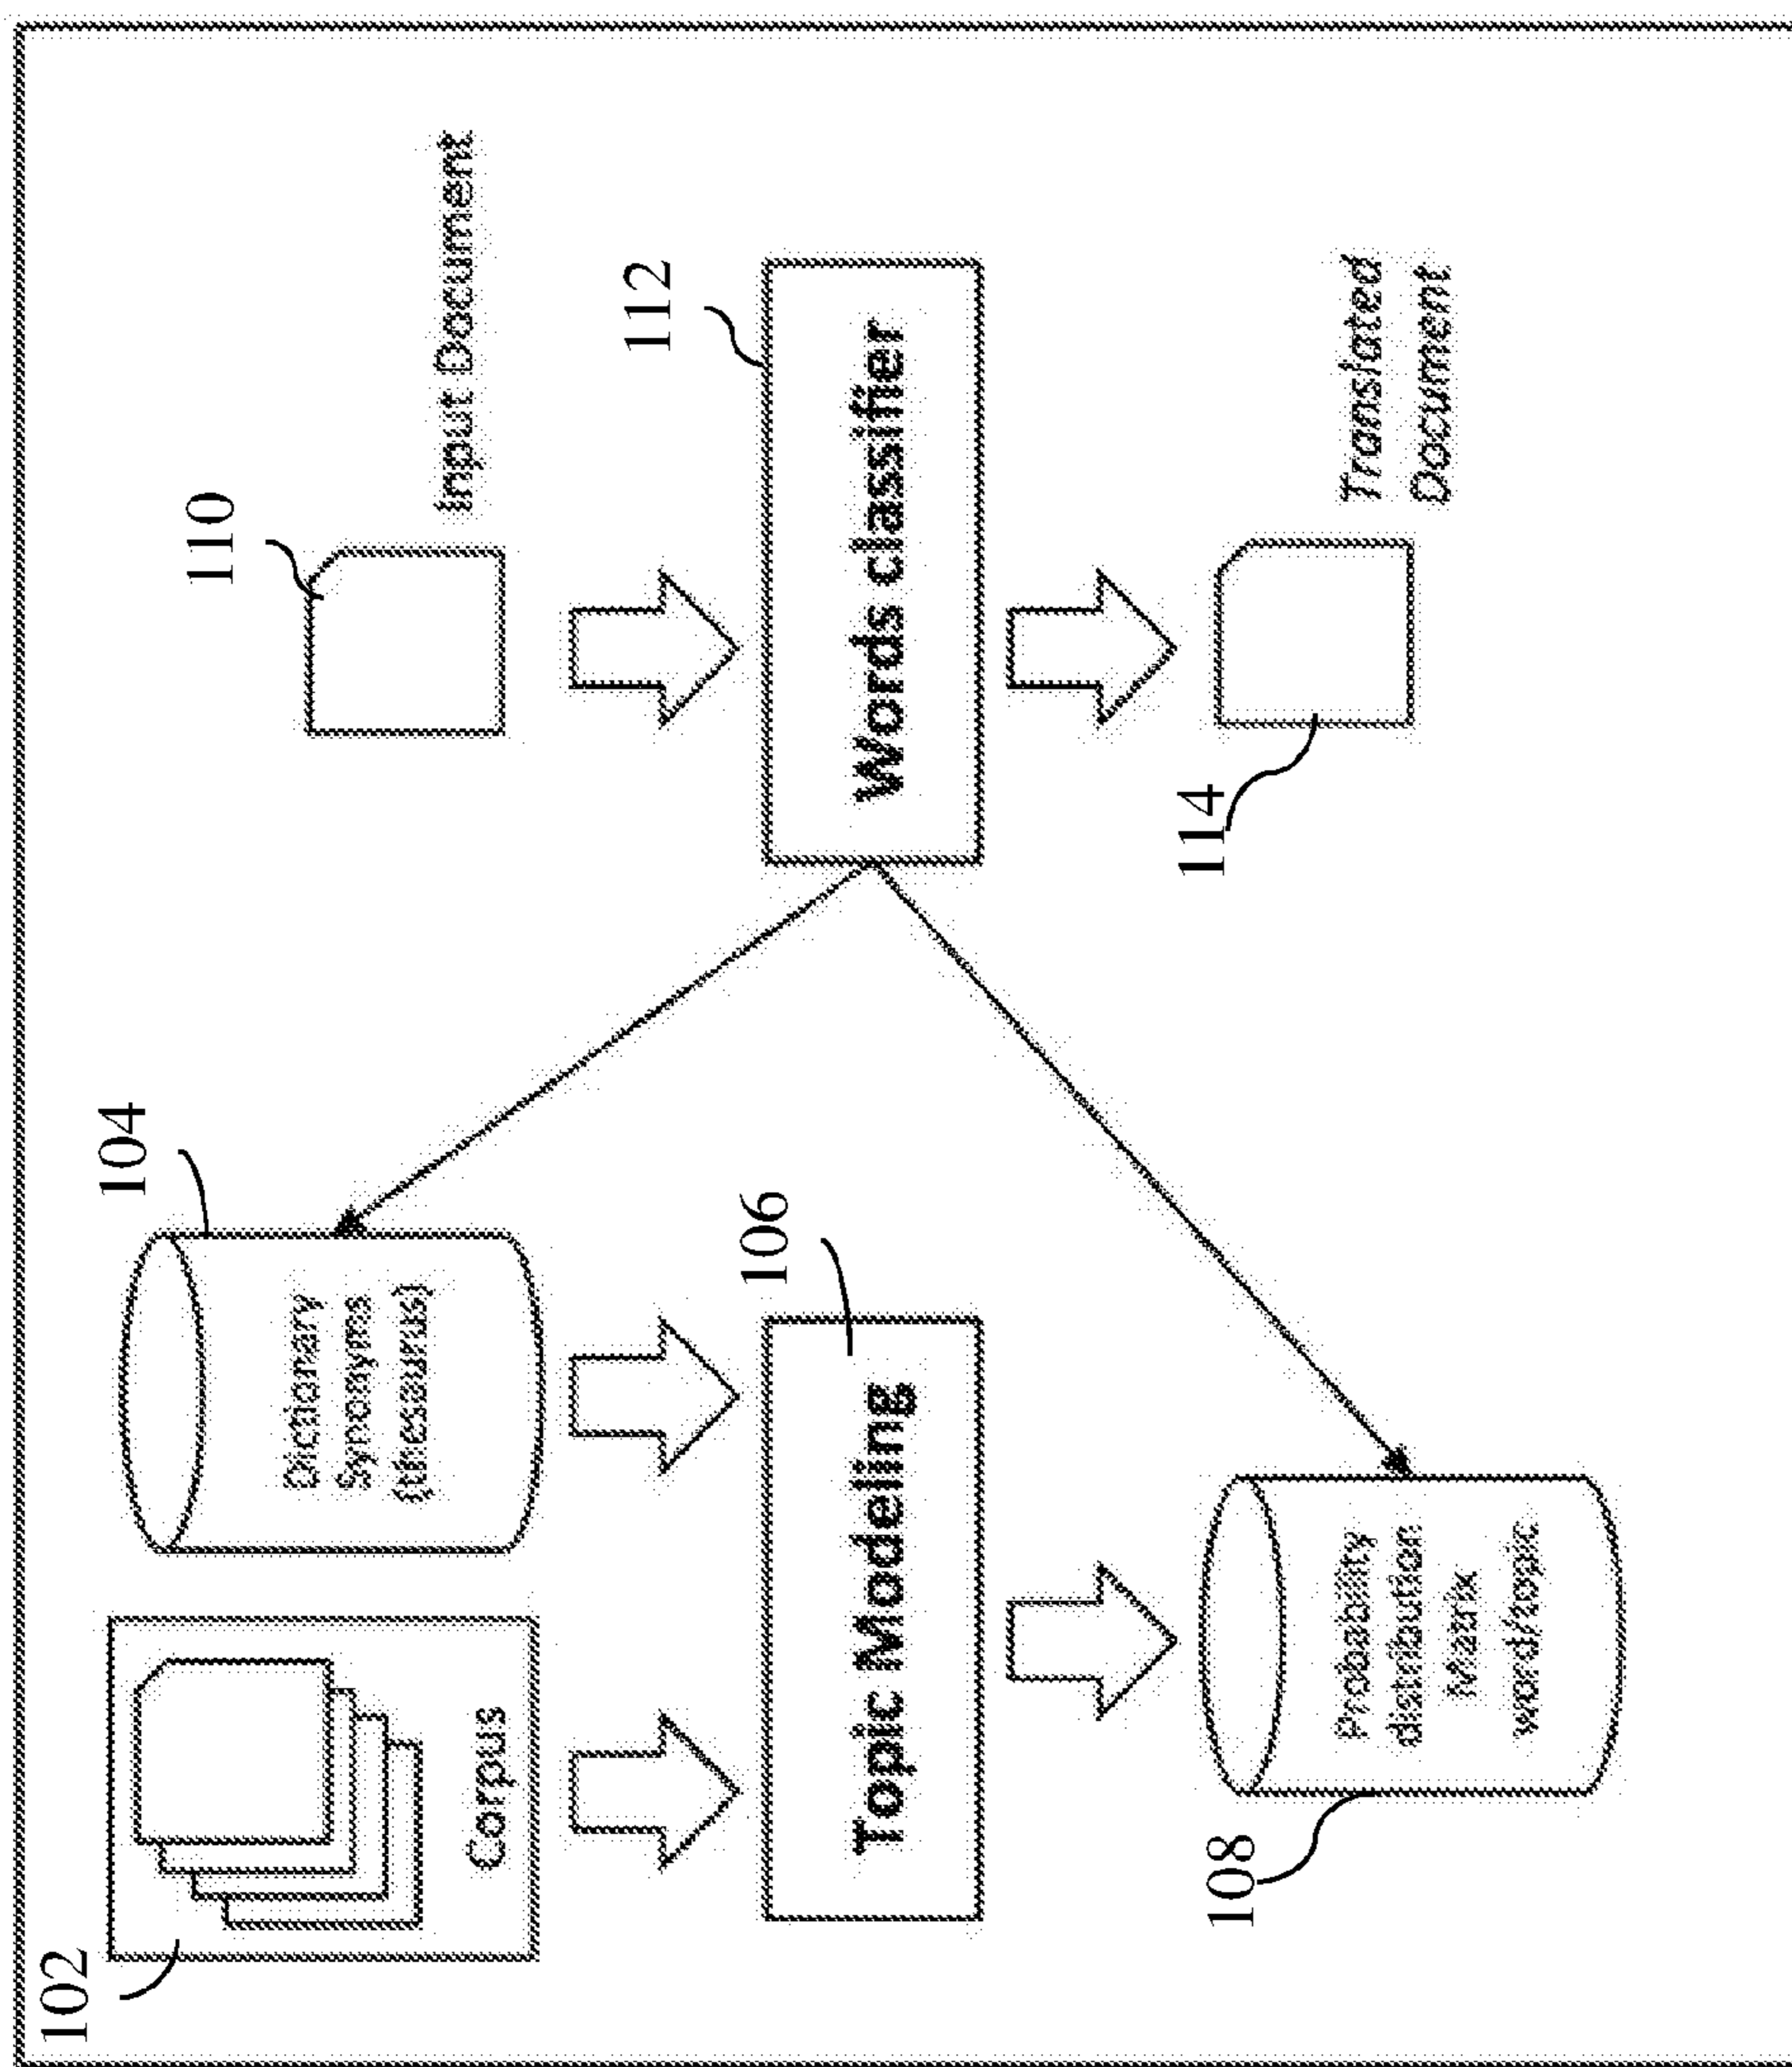 102
Corpus
104
Dictionary
Synonyms
(thesaurus)
106
Topic Modeling
108
Probability
distribution
Matrix
word/topic
110
Input Document
112
Words classifier
114
Translated
Document